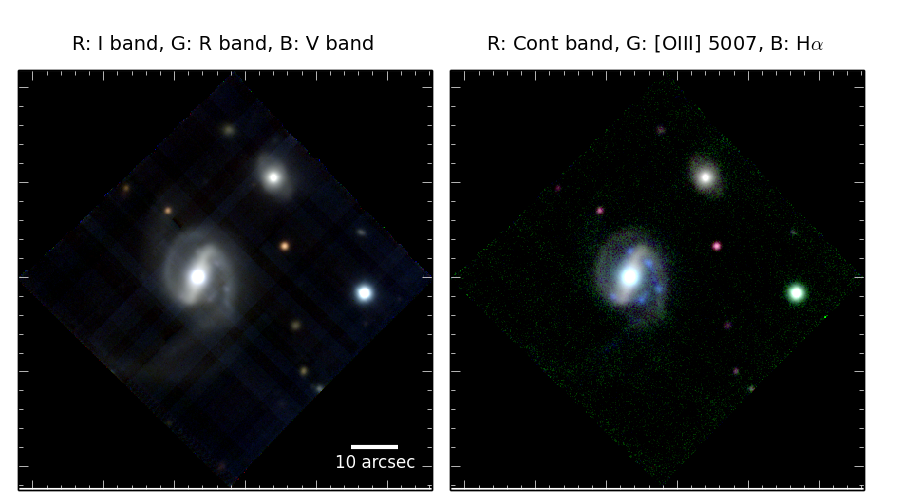 R: I band, G: R band, B: V band
R: Cont band, G: [OIII] 5007, B: Hα
10 arcsec